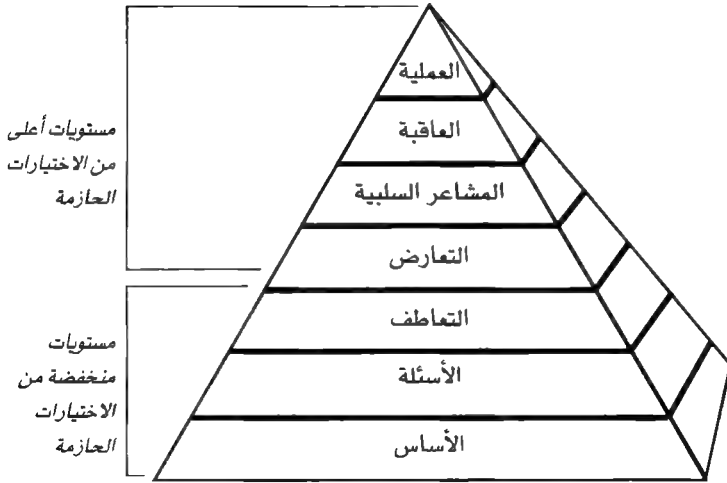 العملية
العاقبة
المشاعر السلبية
التعارض
التعاطف
الأسئلة
الأساس
مستويات أعلى
من الاختيارات
الحازمة
مستويات
منخفضة من
الاختيارات
الحازمة